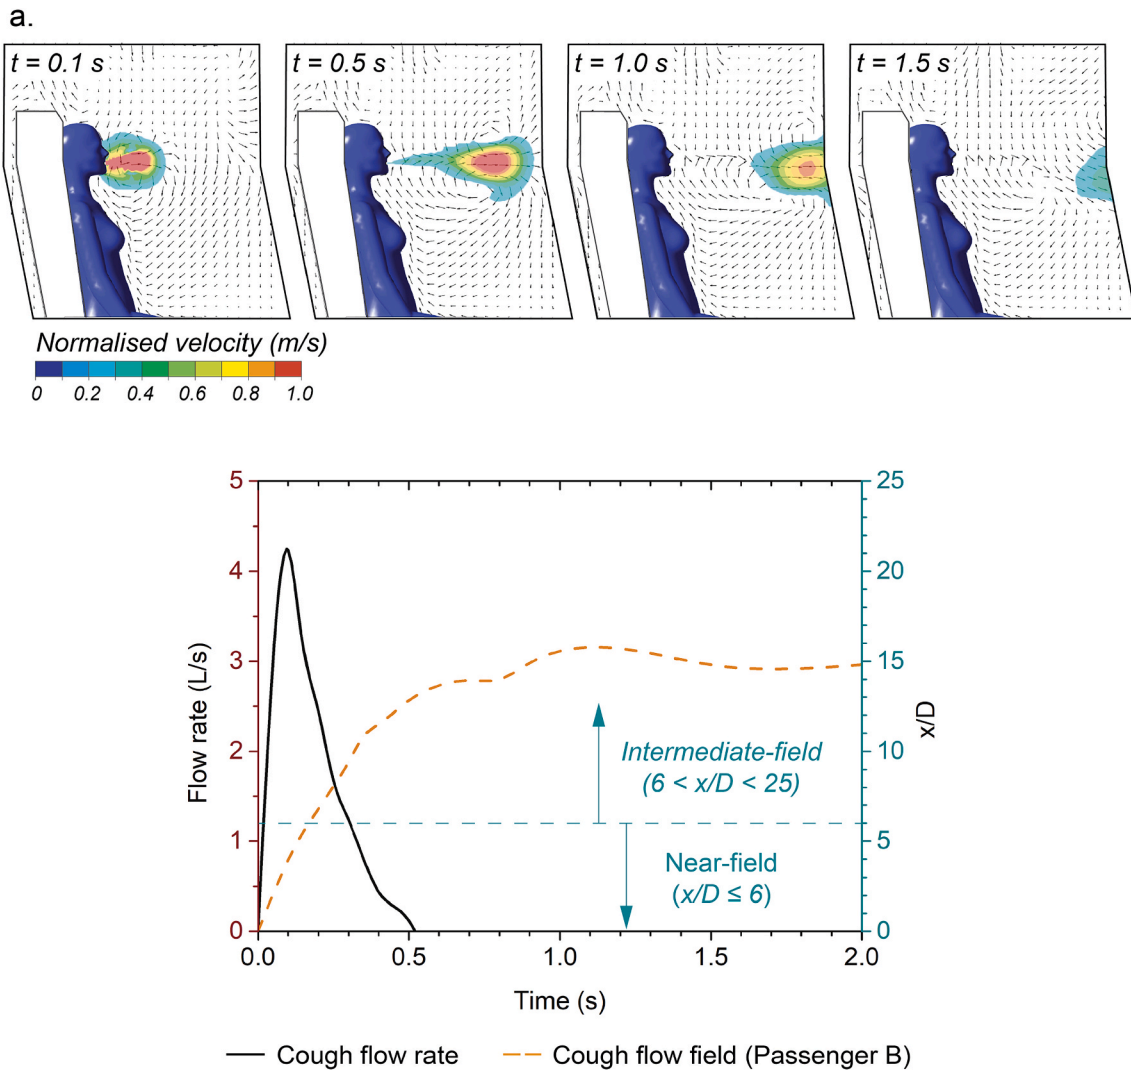 a.
t = 0.1 s
t = 0.5 s
t = 1.0 s
t = 1.5 s
Normalised velocity (m/s)
0 0.2 0.4 0.6 0.8 1.0
5
4
3
2
1
0
Flow rate (L/s)
25
20
15
10
5
0
x/D
Intermediate-field
(6 < x/D < 25)
Near-field
(x/D ≤ 6)
0.0 0.5 1.0 1.5 2.0
Time (s)
Cough flow rate
Cough flow field (Passenger B)